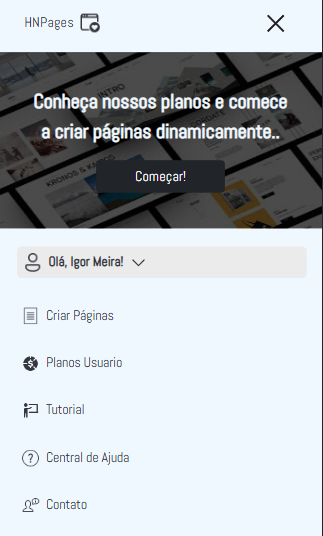 HNPages
Conheça nossos planos e comece
a criar páginas dinamicamente..
Começar!
Olá, Igor Meira!
Criar Páginas
Planos Usuario
Tutorial
Central de Ajuda
Contato